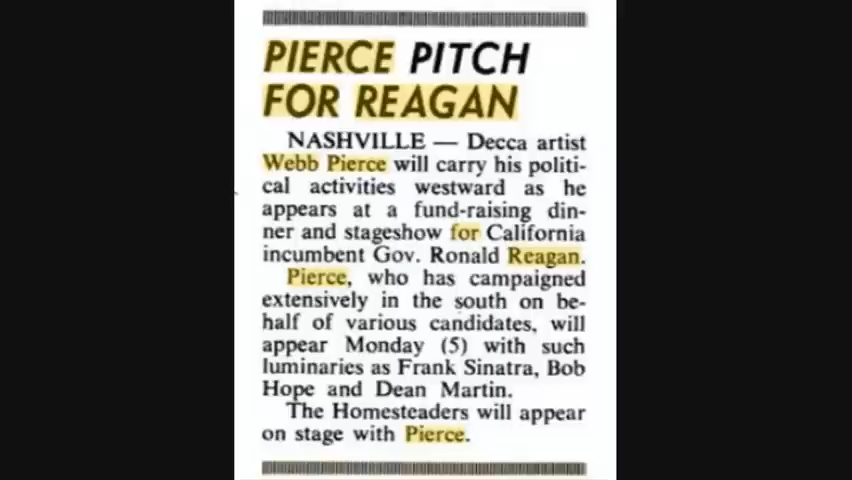 PIERCE PITCH
FOR REAGAN
NASHVILLE — Decca artist
Webb Pierce will carry his politi-
cal activities westward as he
appears at a fund-raising din-
ner and stageshow for California
incumbent Gov. Ronald Reagan.
Pierce, who has campaigned
extensively in the south on be-
half of various candidates, will
appear Monday (5) with such
luminaries as Frank Sinatra, Bob
Hope and Dean Martin.
The Homesteaders will appear
on stage with Pierce.